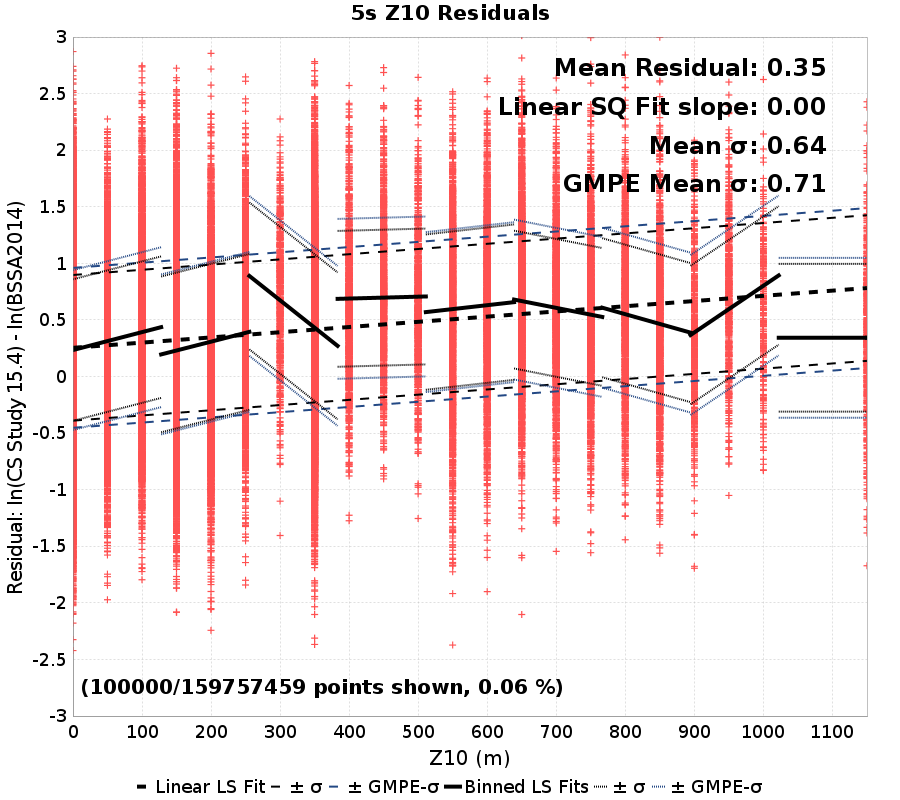 5s Z10 Residuals
Mean Residual: 0.35
Linear SQ Fit slope: 0.00
Mean σ: 0.64
GMPE Mean σ: 0.71
Residual: ln(CS Study 15.4) - ln(BSSA2014)
3
2.5
2
1.5
1
0.5
0
-0.5
-1
-1.5
-2
-2.5
-3
(100000/159757459 points shown, 0.06 %)
0 100 200 300 400 500 600 700 800 900 1000 1100
Z10 (m)
Linear LS Fit ± σ ± GMPE-σ Binned LS Fits ± σ ± GMPE-σ